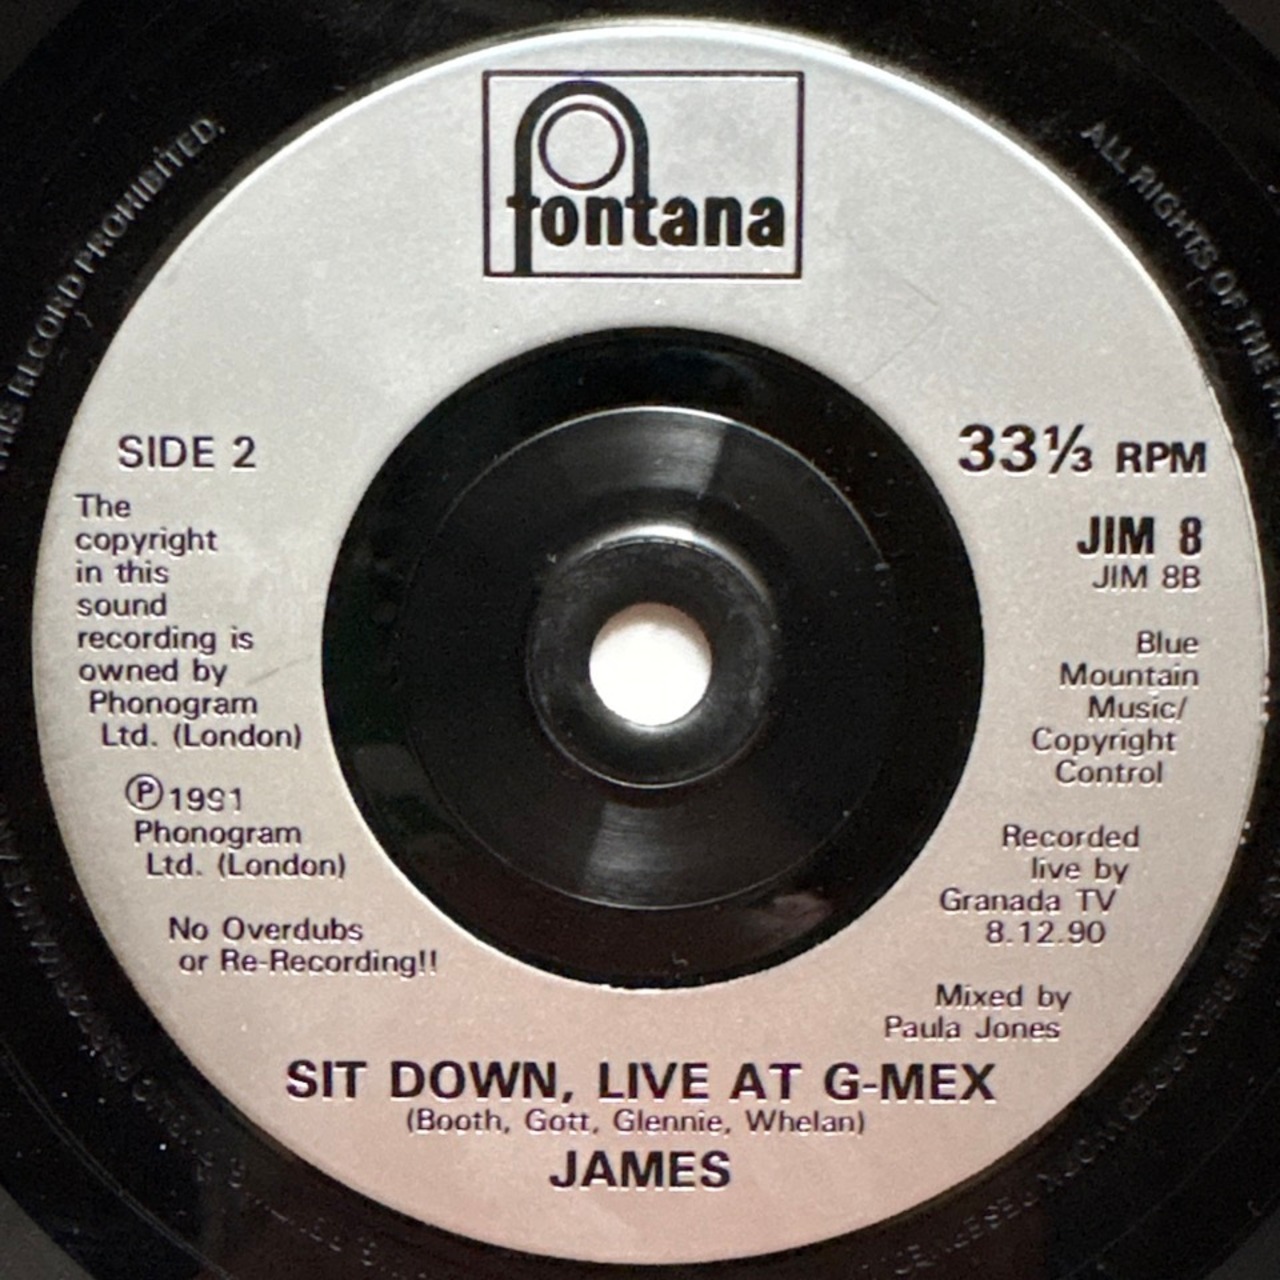 fontana
SIDE 2
The
copyright
in this
sound
recording is
owned by
Phonogram
Ltd. (London)
Ⓟ1991
Phonogram
Ltd. (London)
No Overdubs
or Re-Recording!!
33⅓ RPM
JIM 8
JIM 8B
Blue
Mountain
Music/
Copyright
Control
Recorded
live by
Granada TV
8.12.90
Mixed by
Paula Jones
SIT DOWN, LIVE AT G-MEX
(Booth, Gott, Glennie, Whelan)
JAMES
ALL RIGHTS OF THE
RECORD PROHIBITED.